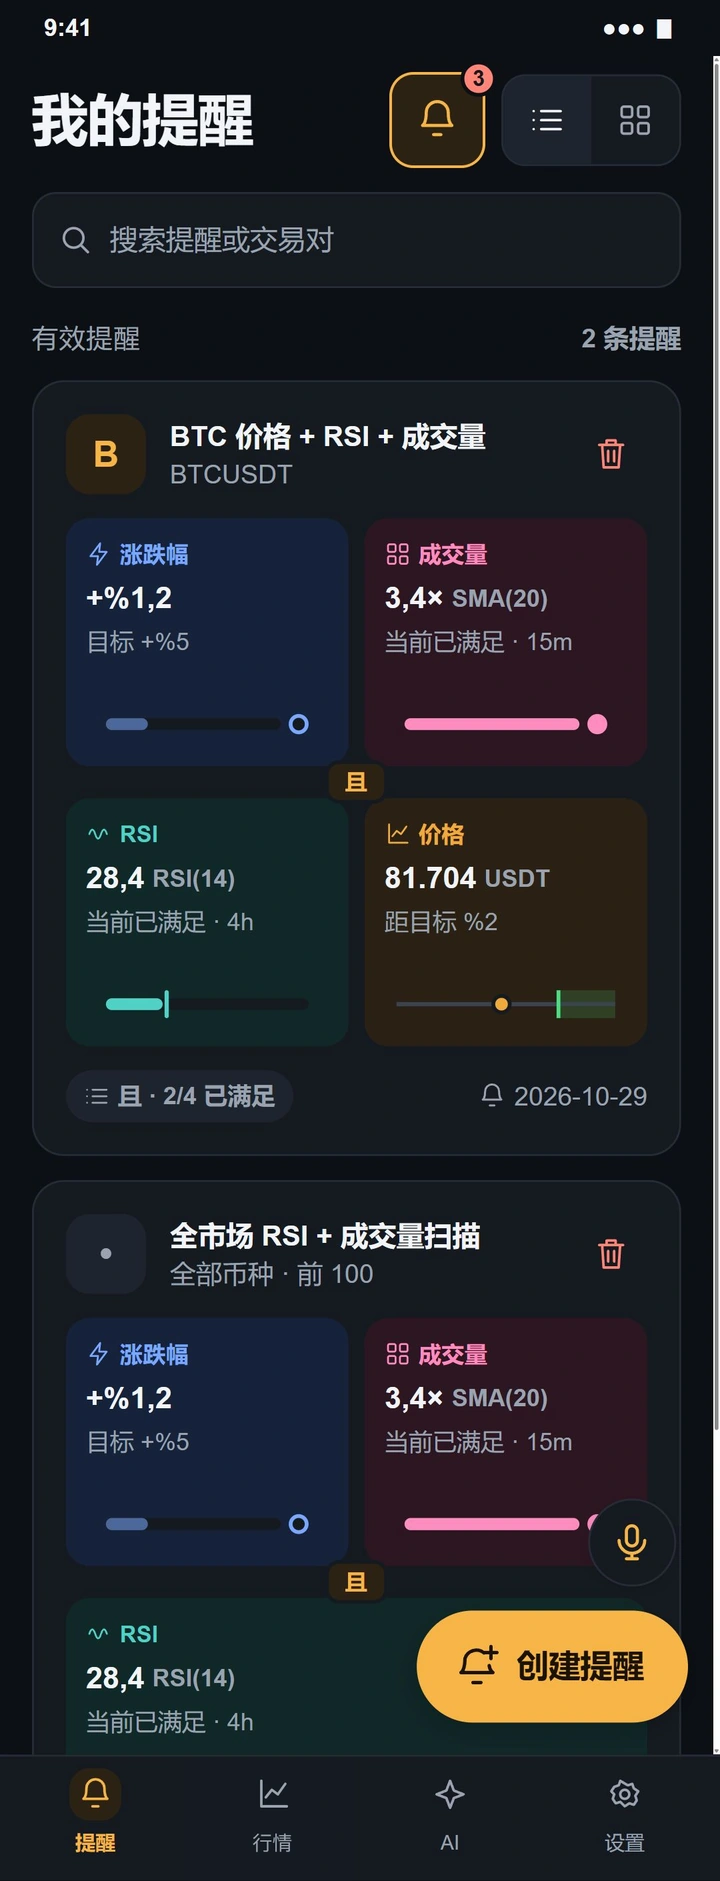 9:41
我的提醒
3
搜索提醒或交易对
有效提醒
2 条提醒
B
BTC 价格 + RSI + 成交量
BTCUSDT
涨跌幅
+%1,2
目标 +%5
成交量
3,4× SMA(20)
当前已满足 · 15m
且
RSI
28,4 RSI(14)
当前已满足 · 4h
价格
81.704 USDT
距目标 %2
且 · 2/4 已满足
2026-10-29
全市场 RSI + 成交量扫描
全部币种 · 前 100
涨跌幅
+%1,2
目标 +%5
成交量
3,4× SMA(20)
当前已满足 · 15m
且
RSI
28,4 RSI(14)
当前已满足 · 4h
创建提醒
提醒
行情
AI
设置